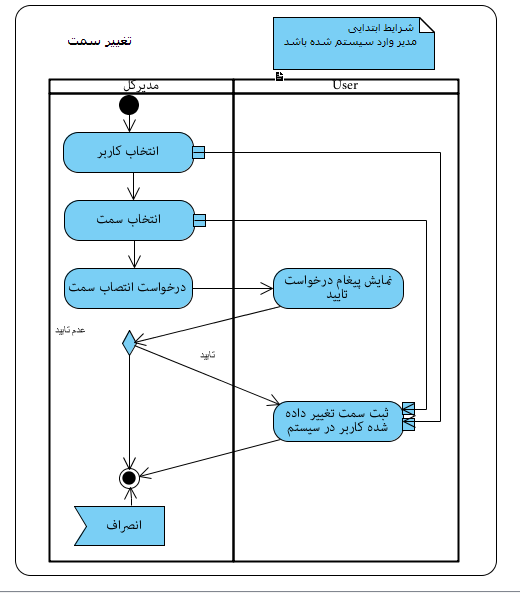 تغییر سمت
شرایط ابتدایی
مدیر وارد سیستم شده باشد
مدیرکل
User
انتخاب کاربر
انتخاب سمت
درخواست انتصاب سمت
نمایش پیغام درخواست
تایید
عدم تایید
تایید
ثبت سمت تغییر داده
شده کاربر در سیستم
انصراف